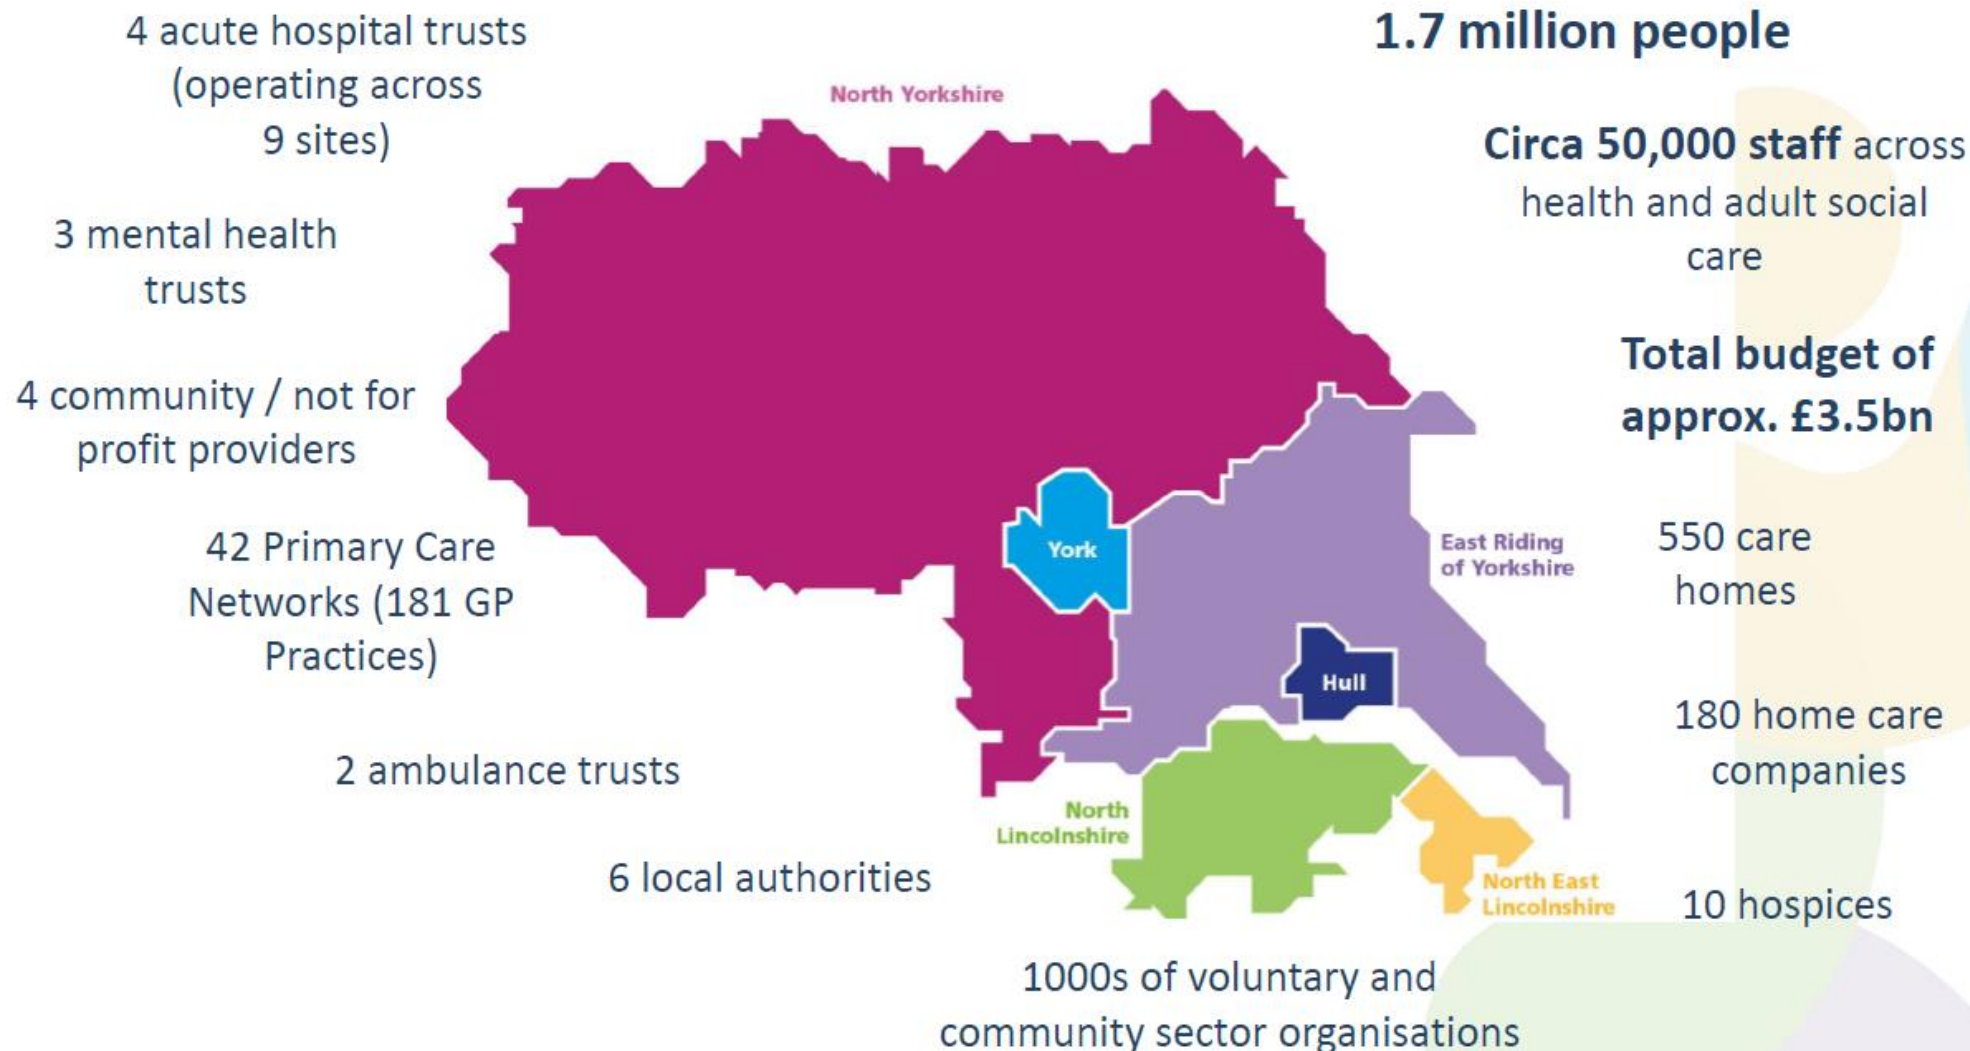 4 acute hospital trusts
(operating across
9 sites)
3 mental health
trusts
4 community / not for
profit providers
42 Primary Care
Networks (181 GP
Practices)
2 ambulance trusts
6 local authorities
1000s of voluntary and
community sector organisations
North Yorkshire
York
East Riding
of Yorkshire
Hull
North
Lincolnshire
North East
Lincolnshire
1.7 million people
Circa 50,000 staff across
health and adult social
care
Total budget of
approx. £3.5bn
550 care
homes
180 home care
companies
10 hospices